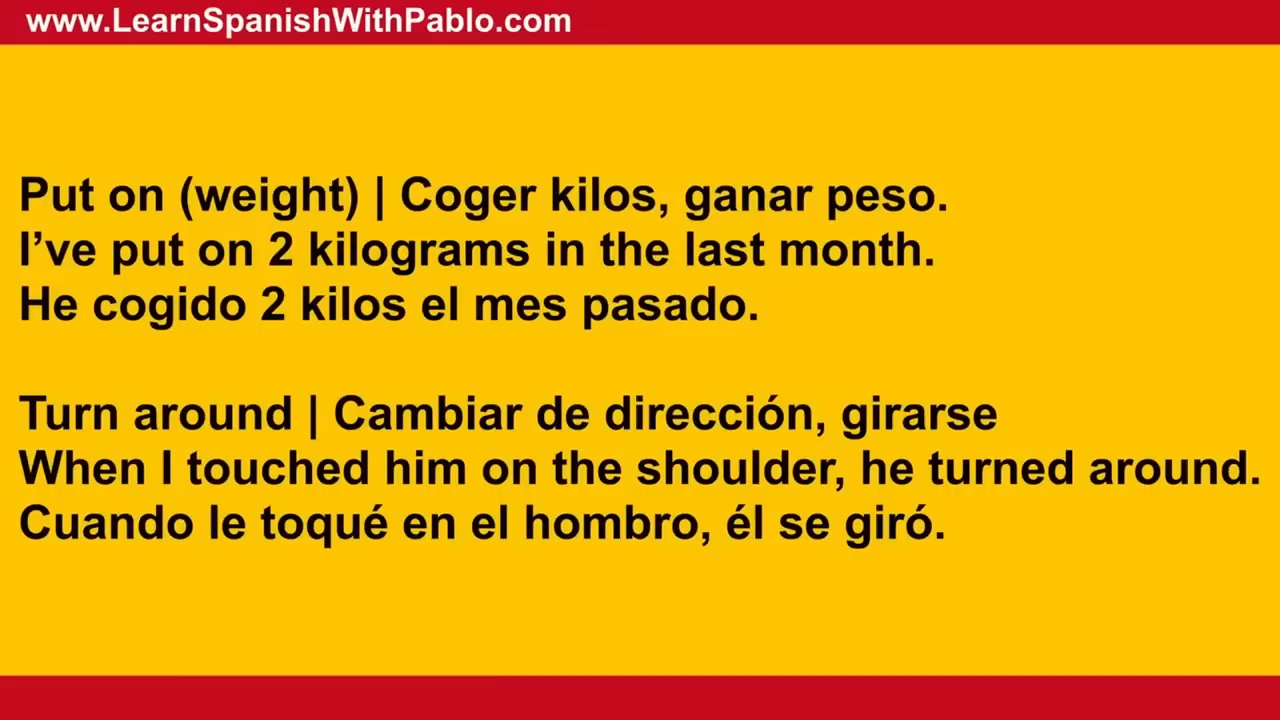 www.LearnSpanishWithPablo.com
Put on (weight) | Coger kilos, ganar peso.
I’ve put on 2 kilograms in the last month.
He cogido 2 kilos el mes pasado.
Turn around | Cambiar de dirección, girarse
When I touched him on the shoulder, he turned around.
Cuando le toqué en el hombro, él se giró.